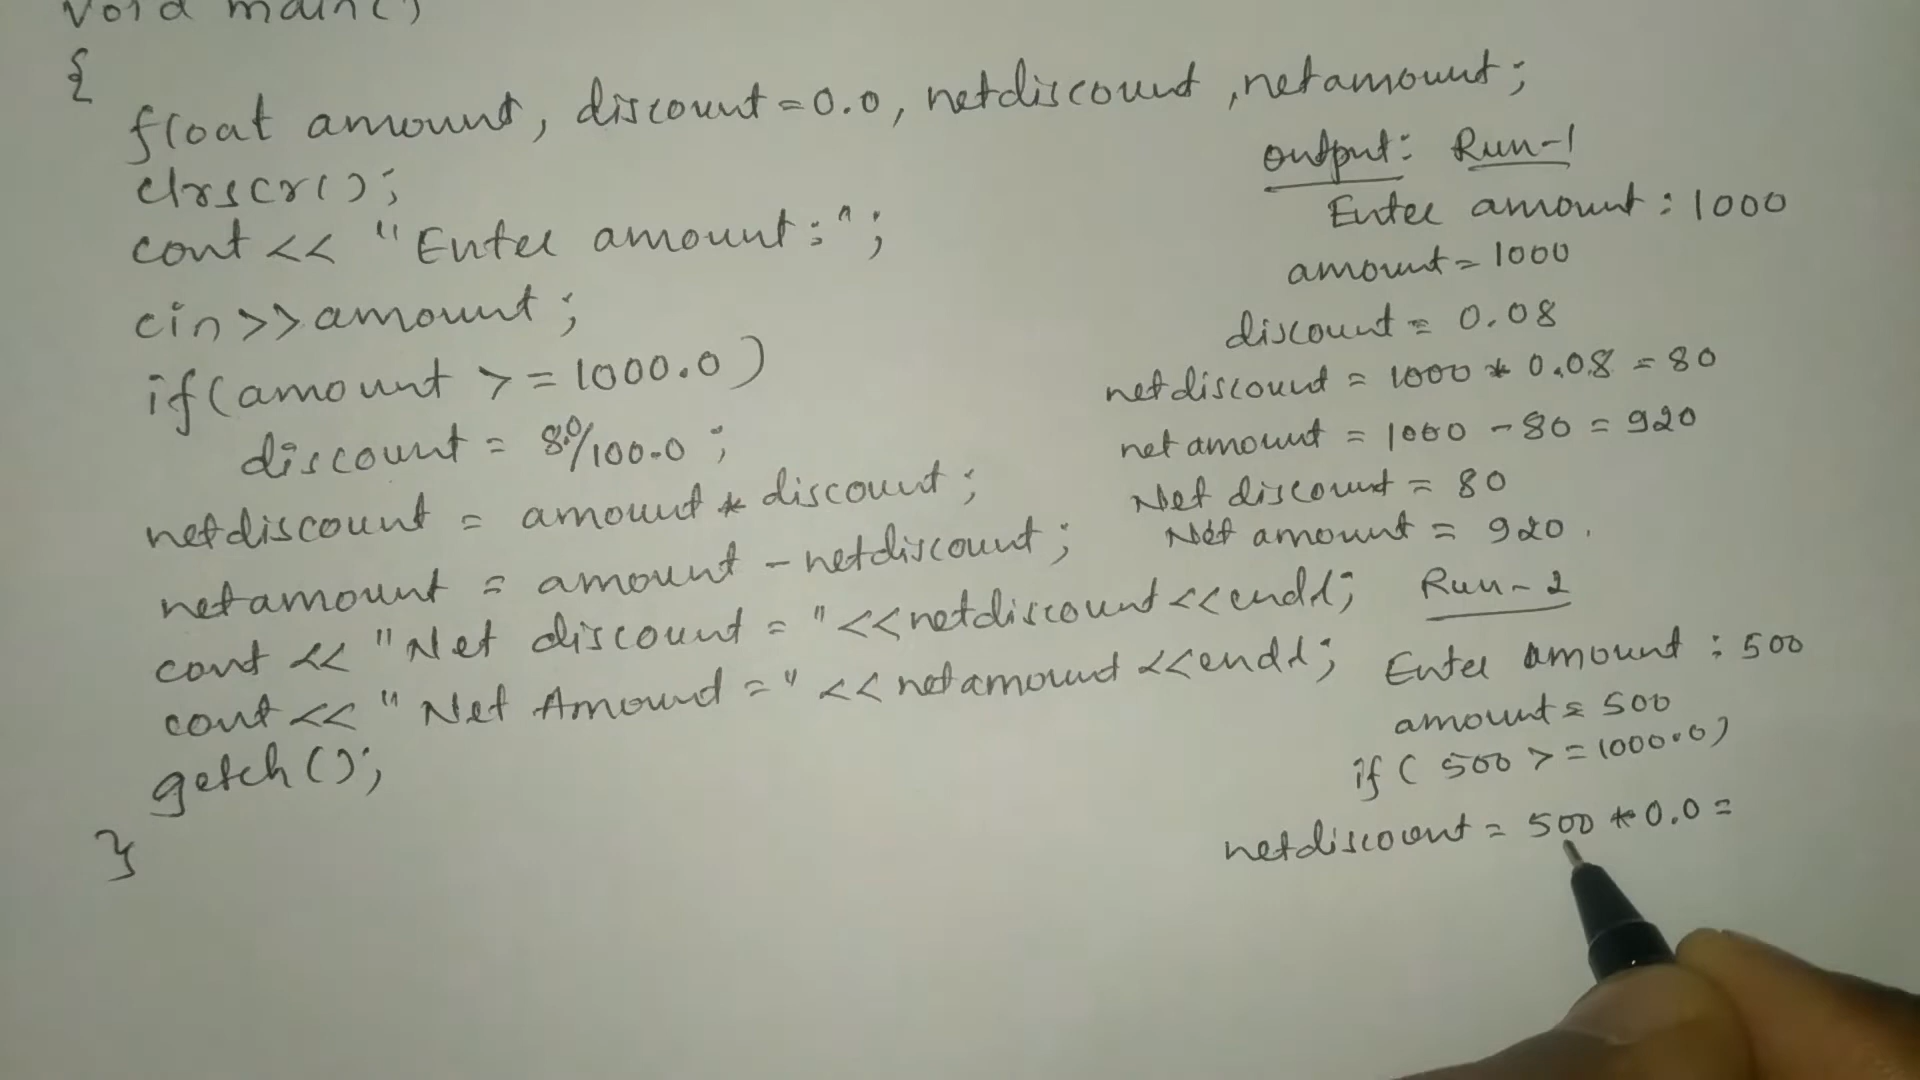 void main()
{
float amount, discount=0.0, netdiscount, netamount;
clrscr();
cout << "Enter amount:";
cin>>amount;
if(amount >=1000.0)
discount = 8.0/100.0;
netdiscount = amount * discount;
netamount = amount - netdiscount;
cout << "Net discount = "<<netdiscount<<endl;
cout << "Net Amount =" << netamount <<endl;
getch();
}
output: Run-1
Enter amount: 1000
amount = 1000
discount = 0.08
netdiscount = 1000 * 0.08 = 80
net amount = 1000 - 80 = 920
Net discount = 80
Net amount = 920.
Run-2
Enter amount : 500
amount = 500
if ( 500 >=1000.0)
netdiscount = 500 * 0.0 =